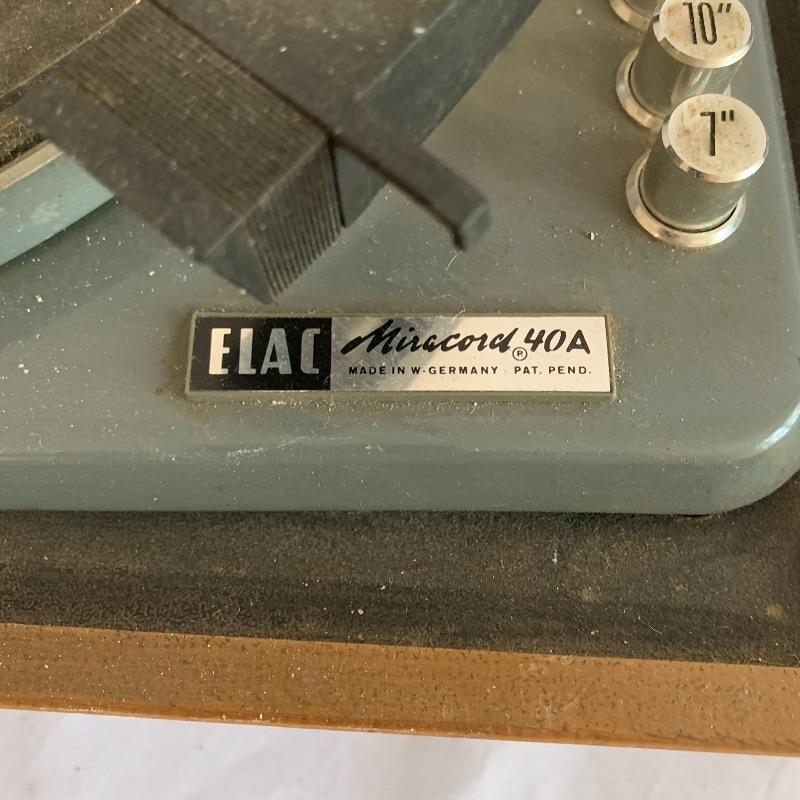 10"
7"
ELAC Miracord® 40A
MADE IN W-GERMANY PAT. PEND.